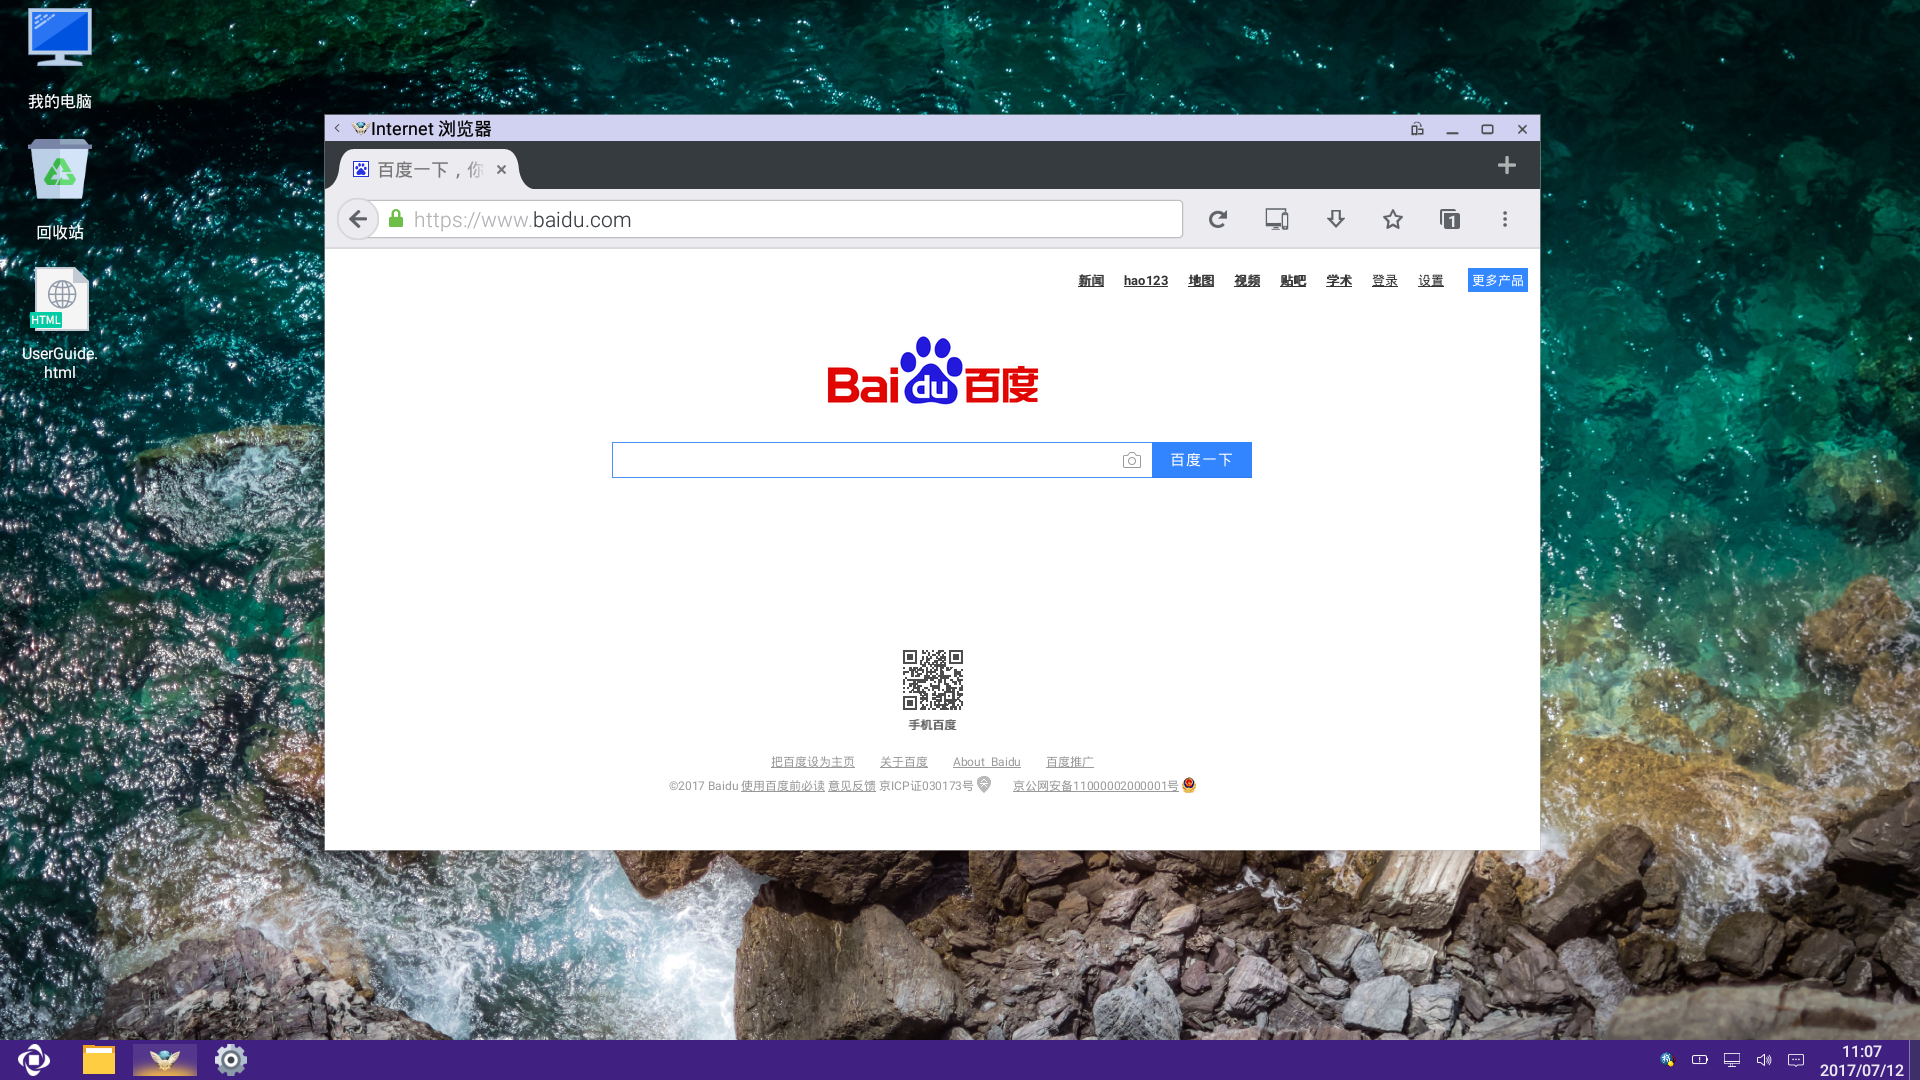 我的电脑
回收站
HTML
UserGuide.
html
Internet 浏览器
百度一下，你
https://www.baidu.com
1
新闻 hao123 地图 视频 贴吧 学术 登录 设置 更多产品
Bai du 百度
百度一下
手机百度
把百度设为主页 关于百度 About Baidu 百度推广
©2017 Baidu 使用百度前必读 意见反馈 京ICP证030173号 京公网安备11000002000001号
11:07
2017/07/12